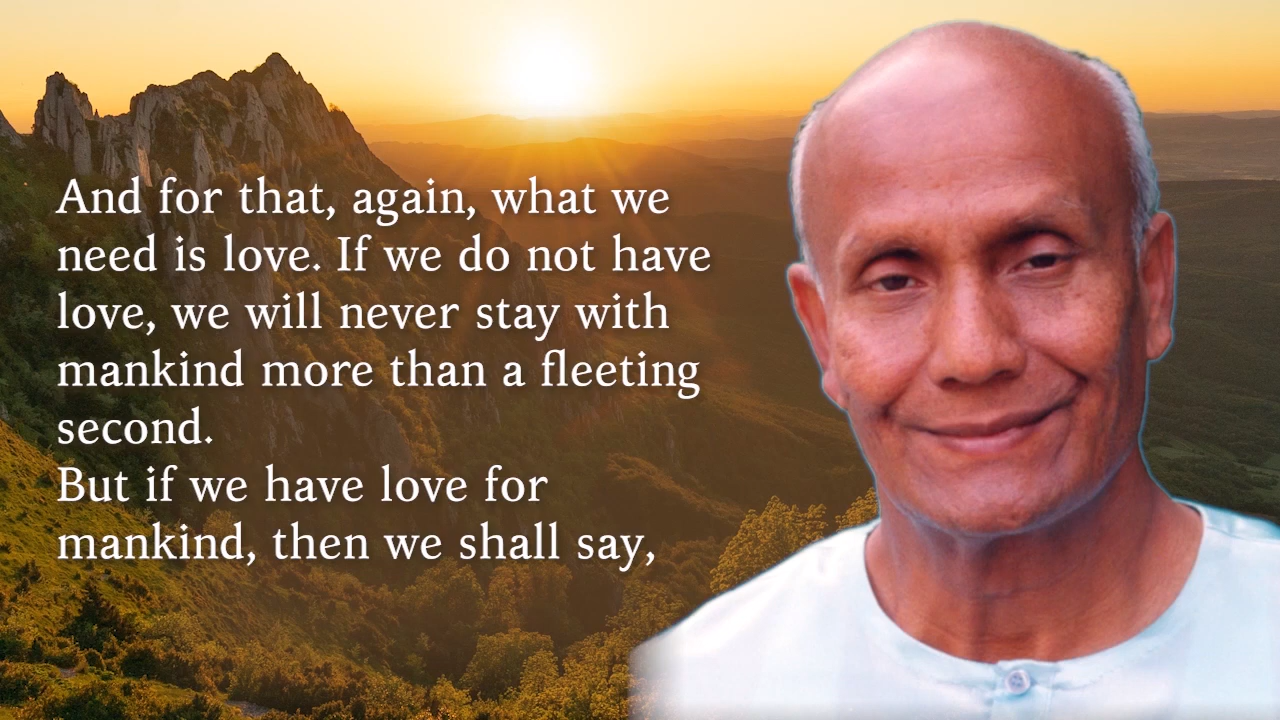 And for that, again, what we
need is love. If we do not have
love, we will never stay with
mankind more than a fleeting
second.
But if we have love for
mankind, then we shall say,